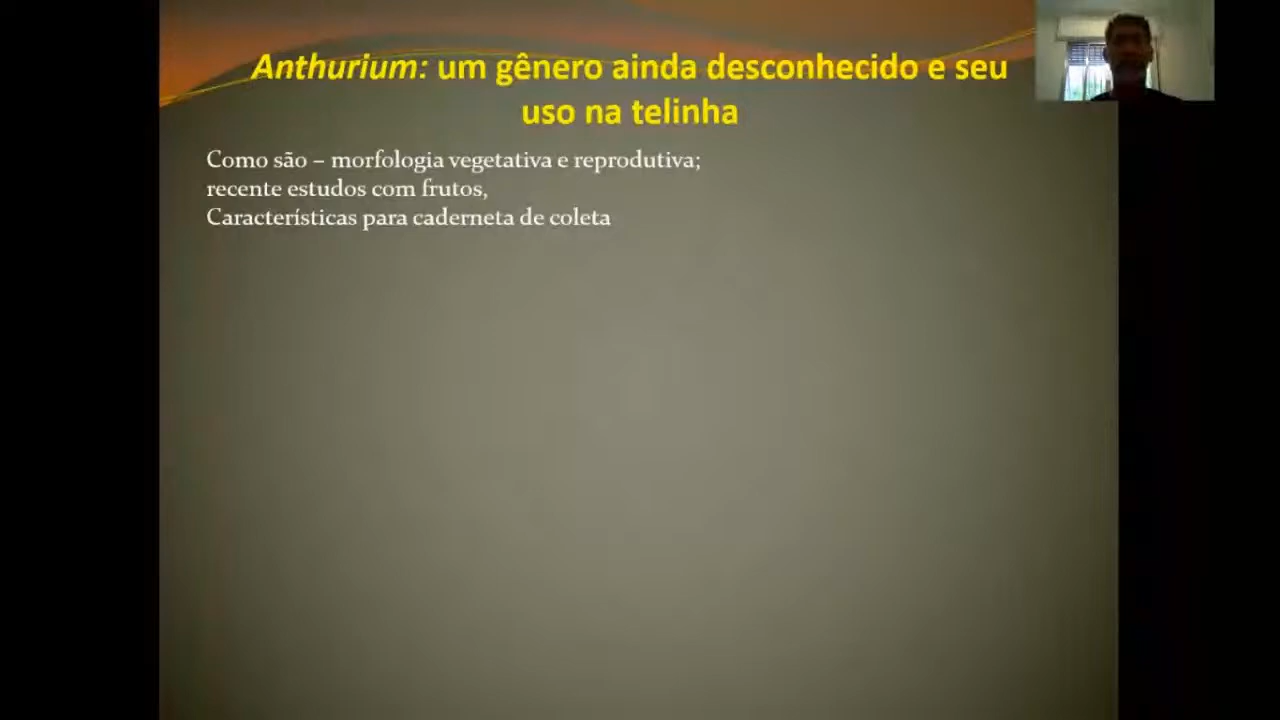 Anthurium: um gênero ainda desconhecido e seu
uso na telinha
Como são – morfologia vegetativa e reprodutiva;
recente estudos com frutos,
Características para caderneta de coleta